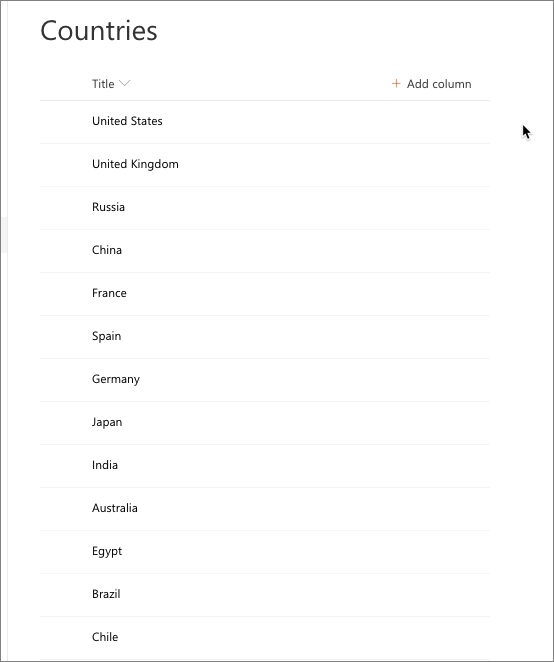 Countries
Title + Add column
United States
United Kingdom
Russia
China
France
Spain
Germany
Japan
India
Australia
Egypt
Brazil
Chile